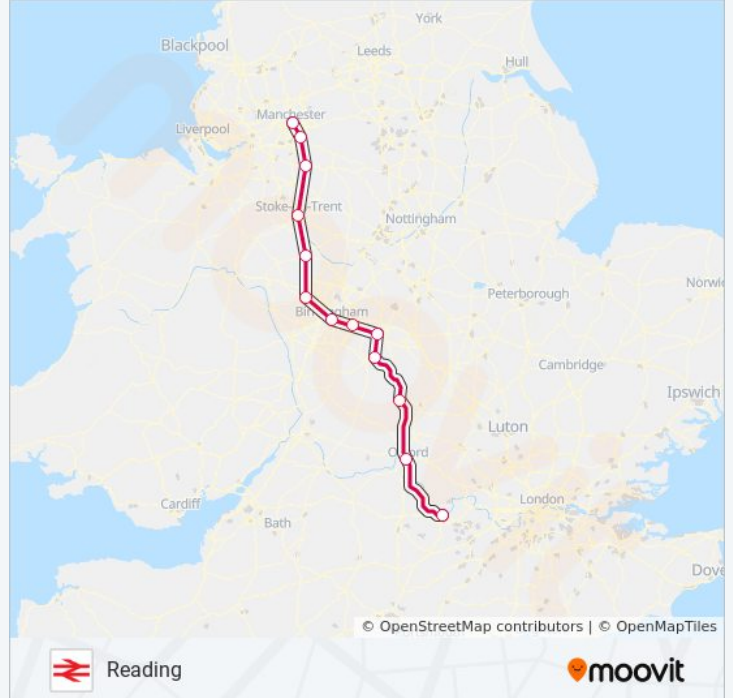 York
Blackpool
Leeds
Hull
Manchester
Liverpool
Stoke-on-Trent
Nottingham
Norwi
Peterborough
Birmingham
Cambridge
Ipswich
Luton
Oxford
London
Cardiff
Bath
Dove
© OpenStreetMap contributors | © OpenMapTiles
Reading
moovit